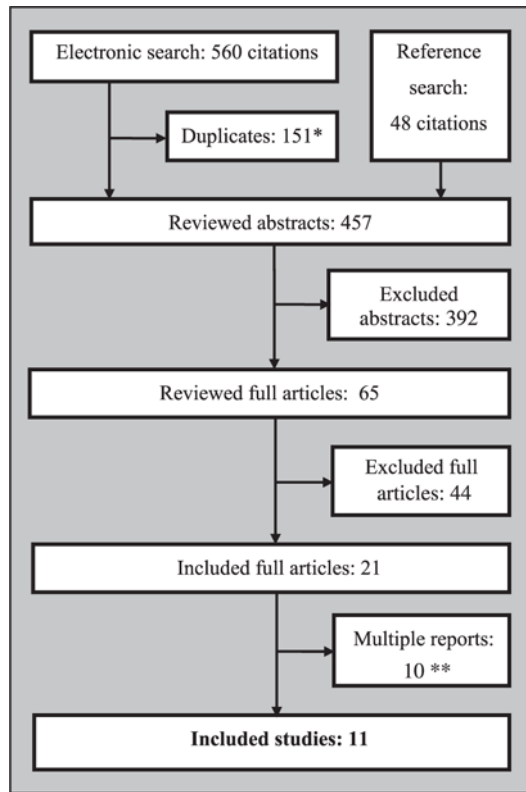 Electronic search: 560 citations
Reference
search:
48 citations
Duplicates: 151*
Reviewed abstracts: 457
Excluded
abstracts: 392
Reviewed full articles: 65
Excluded full
articles: 44
Included full articles: 21
Multiple reports:
10 **
Included studies: 11